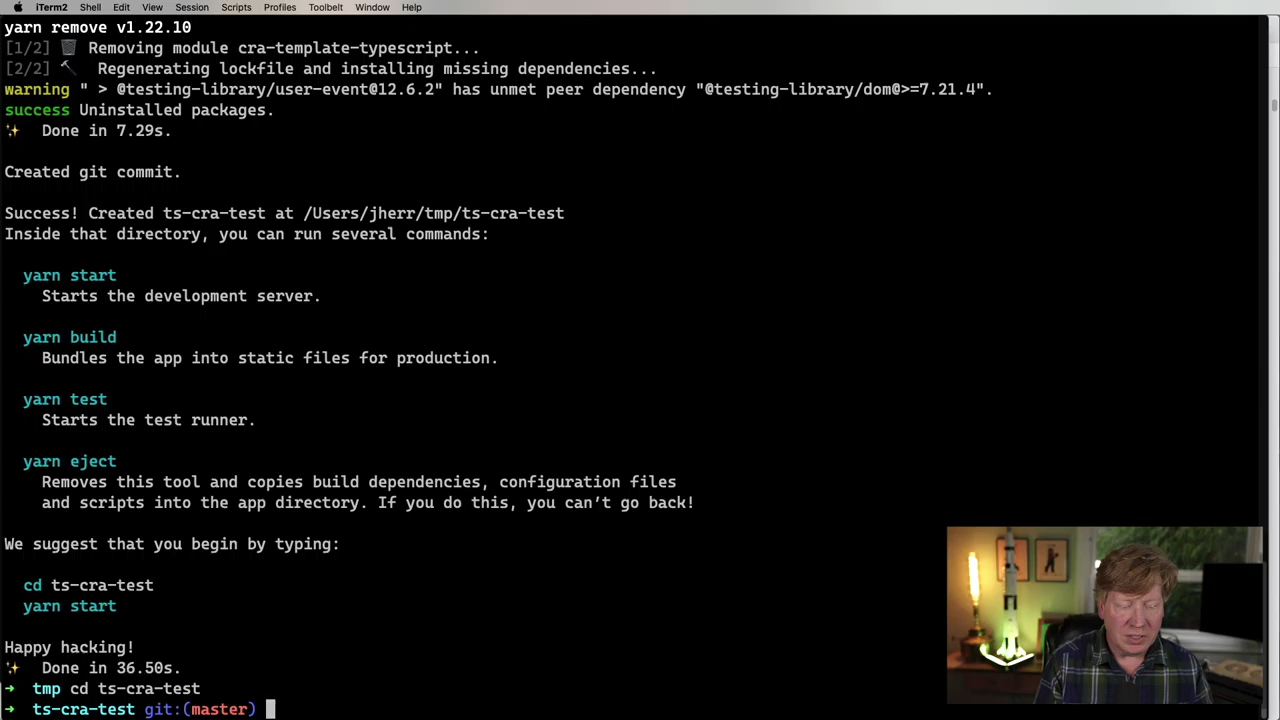 iTerm2 Shell Edit View Session Scripts Profiles Toolbelt Window Help
yarn remove v1.22.10
[1/2] 🗑 Removing module cra-template-typescript...
[2/2] 🔨 Regenerating lockfile and installing missing dependencies...
warning " > @testing-library/user-event@12.6.2" has unmet peer dependency "@testing-library/dom@>=7.21.4".
success Uninstalled packages.
✨ Done in 7.29s.
Created git commit.
Success! Created ts-cra-test at /Users/jherr/tmp/ts-cra-test
Inside that directory, you can run several commands:
yarn start
Starts the development server.
yarn build
Bundles the app into static files for production.
yarn test
Starts the test runner.
yarn eject
Removes this tool and copies build dependencies, configuration files
and scripts into the app directory. If you do this, you can’t go back!
We suggest that you begin by typing:
cd ts-cra-test
yarn start
Happy hacking!
✨ Done in 36.50s.
➜ tmp cd ts-cra-test
➜ ts-cra-test git:(master)